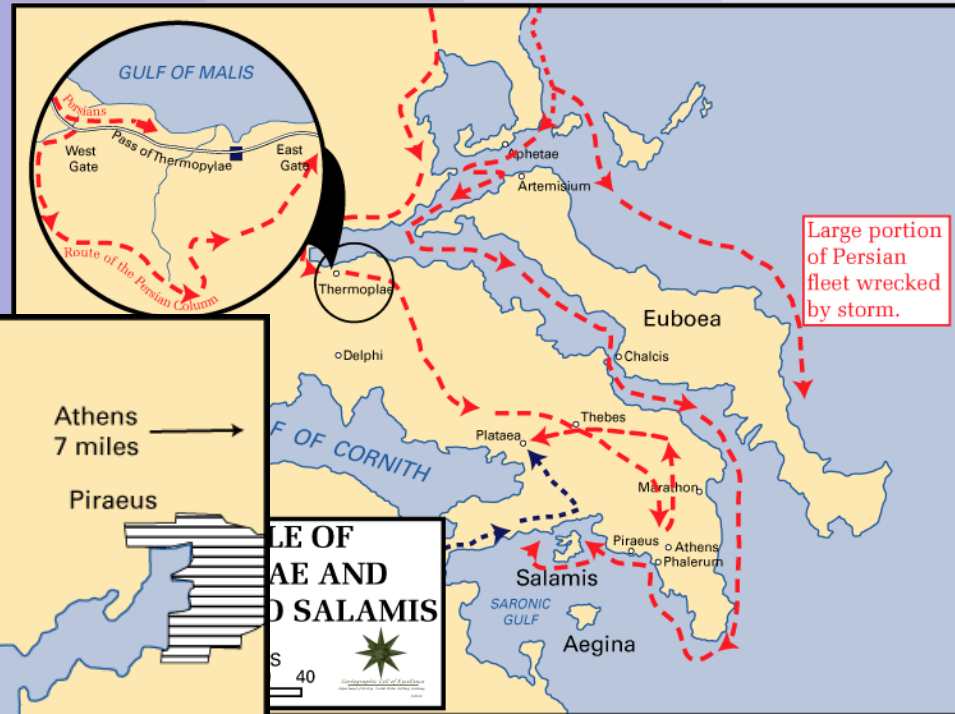 GULF OF MALIS
Persians
West
Gate
Pass of Thermopylae
East
Gate
Route of the Persian Column
Aphetae
Artemisium
Large portion
of Persian
fleet wrecked
by storm.
Thermoplae
Euboea
Delphi
Chalcis
Thebes
Plataea
F OF CORNITH
Marathon
Athens
7 miles
Piraeus
Piraeus
Athens
Phalerum
Salamis
SARONIC
GULF
Aegina
LE OF
AE AND
O SALAMIS
S
40